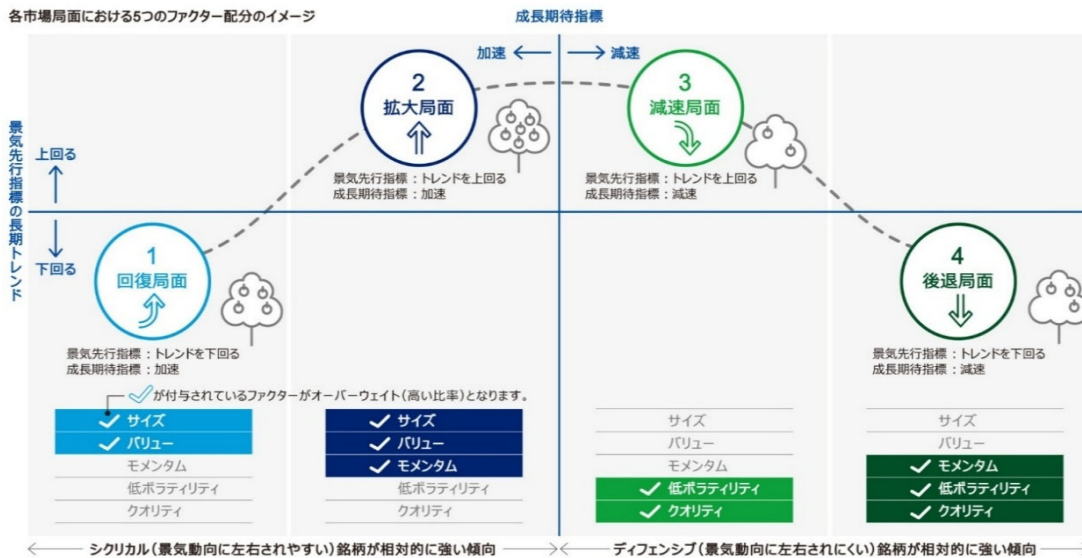 各市場局面における5つのファクター配分のイメージ
成長期待指標
加速
減速
景気先行指標の長期トレンド
上回る
下回る
1
回復局面
景気先行指標：トレンドを下回る
成長期待指標：加速
2
拡大局面
景気先行指標：トレンドを上回る
成長期待指標：加速
3
減速局面
景気先行指標：トレンドを上回る
成長期待指標：減速
4
後退局面
景気先行指標：トレンドを下回る
成長期待指標：減速
が付与されているファクターがオーバーウェイト（高い比率）となります。
サイズ
バリュー
モメンタム
低ボラティリティ
クオリティ
サイズ
バリュー
モメンタム
低ボラティリティ
クオリティ
サイズ
バリュー
モメンタム
低ボラティリティ
クオリティ
サイズ
バリュー
モメンタム
低ボラティリティ
クオリティ
シクリカル（景気動向に左右されやすい）銘柄が相対的に強い傾向
ディフェンシブ（景気動向に左右されにくい）銘柄が相対的に強い傾向